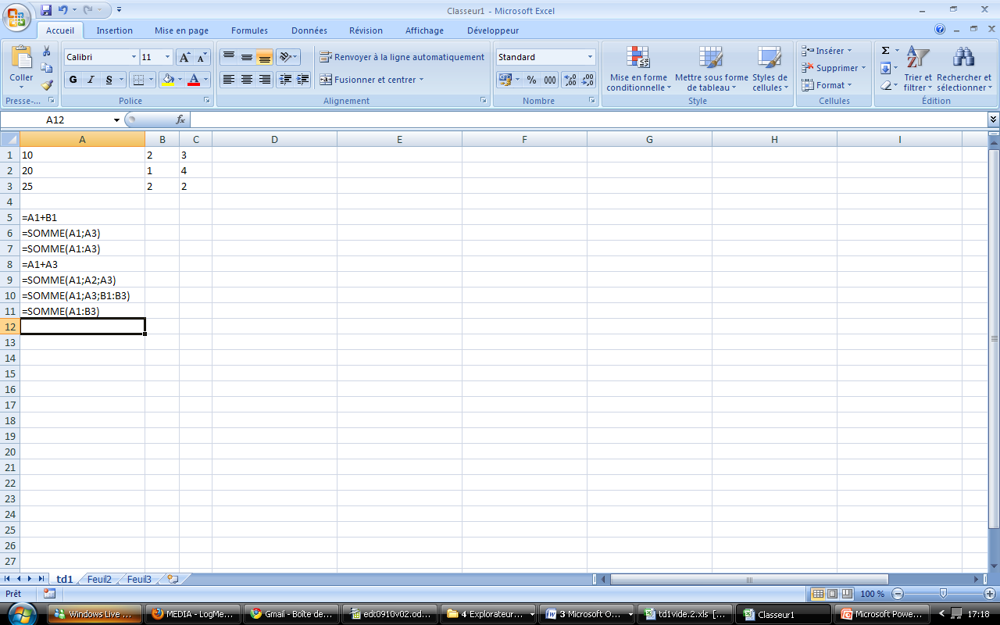 Classeur1 - Microsoft Excel
Accueil Insertion Mise en page Formules Données Révision Affichage Développeur
Coller
Presse-...
Calibri 11
G I S
Police
Renvoyer à la ligne automatiquement
Fusionner et centrer
Alignement
Standard
% 000
Nombre
Mise en forme conditionnelle
Mettre sous forme de tableau
Styles de cellules
Style
Insérer
Supprimer
Format
Cellules
Σ
Trier et filtrer
Rechercher et sélectionner
Édition
A12 fx
A B C D E F G H I
1 10 2 3
2 20 1 4
3 25 2 2
4
5 =A1+B1
6 =SOMME(A1;A3)
7 =SOMME(A1:A3)
8 =A1+A3
9 =SOMME(A1;A2;A3)
10 =SOMME(A1;A3;B1:B3)
11 =SOMME(A1:B3)
12
13
14
15
16
17
18
19
20
21
22
23
24
25
26
27
td1 Feuil2 Feuil3
Prêt 100 %
Windows Live ... MEDIA - LogMe... Gmail - Boîte de... edt0910v02.od... 4 Explorateur... 3 Microsoft O... td1vide.2.xls [... Classeur1 Microsoft Powe... 17:18